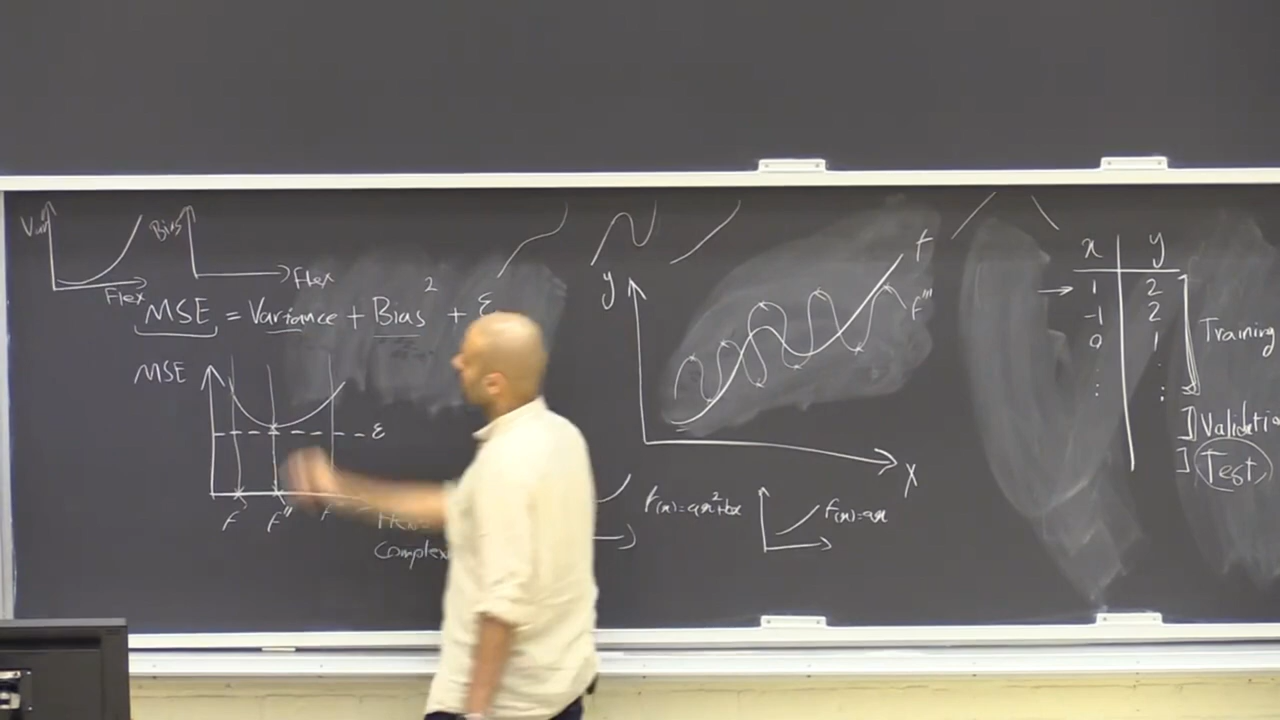 Var
Flex
Bias
Flex
MSE = Variance + Bias² + ε
MSE
ε
f' f''
Complex
y
x
f
f'''
f(x)=ax²+bx
f(x)=ax
x y
1 2
-1 2
0 1
: :
Training
Test